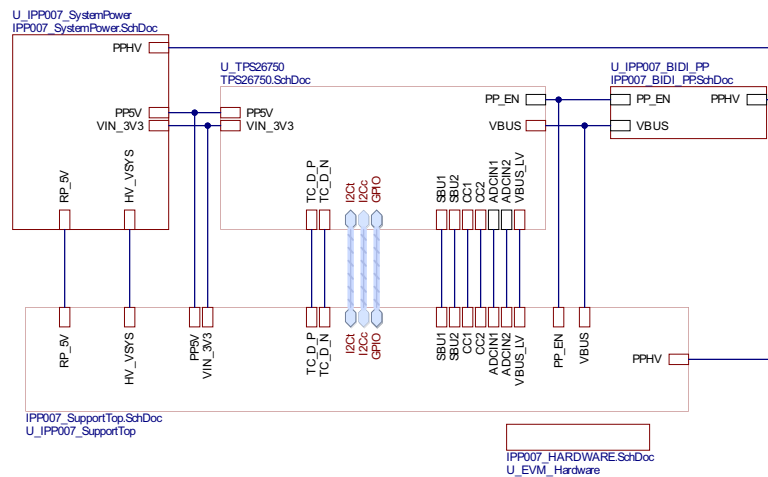 U_IPP007_SystemPower
IPP007_SystemPower.SchDoc
PPHV
PP5V
VIN_3V3
RP_5V
HV_VSYS
U_TPS26750
TPS26750.SchDoc
PP5V
VIN_3V3
PP_EN
VBUS
TC_D_P
TC_D_N
I2Ct
I2Cc
GPIO
SBU1
SBU2
CC1
CC2
ADCIN1
ADCIN2
VBUS_LV
U_IPP007_BIDI_PP
IPP007_BIDI_PP.SchDoc
PP_EN
PPHV
VBUS
RP_5V
HV_VSYS
PP5V
VIN_3V3
TC_D_P
TC_D_N
I2Ct
I2Cc
GPIO
SBU1
SBU2
CC1
CC2
ADCIN1
ADCIN2
VBUS_LV
PP_EN
VBUS
PPHV
IPP007_SupportTop.SchDoc
U_IPP007_SupportTop
IPP007_HARDWARE.SchDoc
U_EVM_Hardware